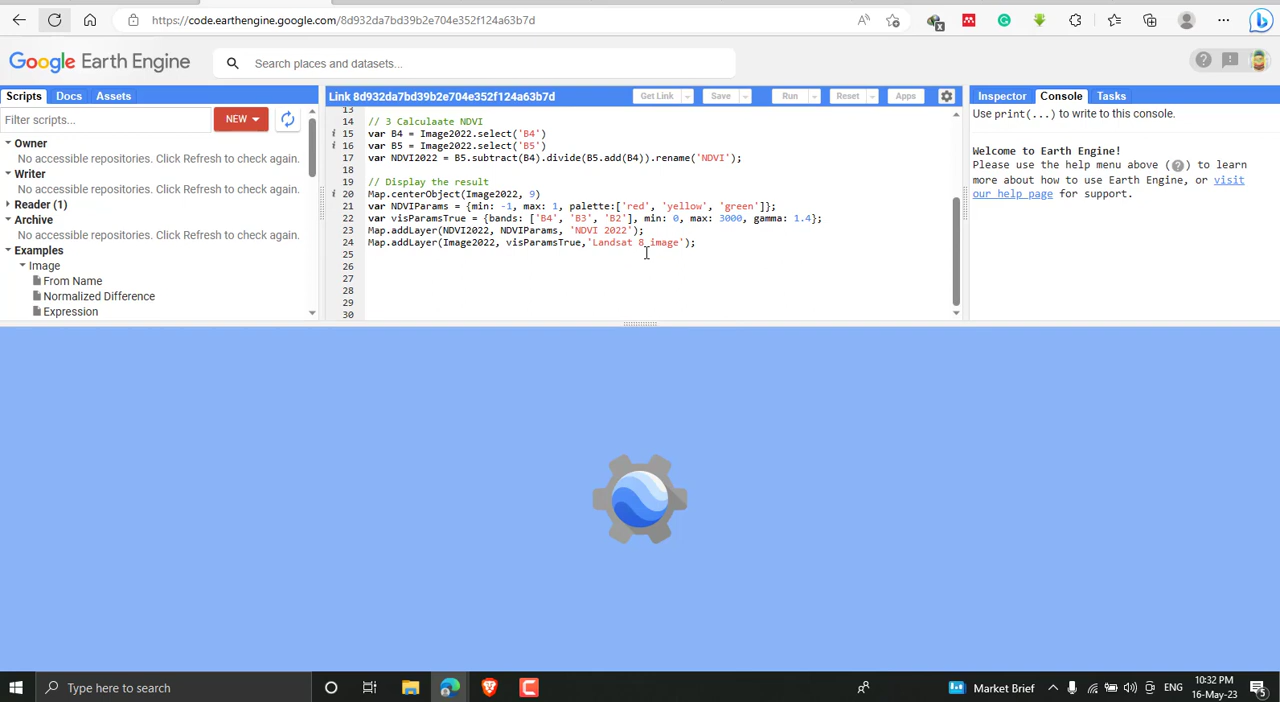 https://code.earthengine.google.com/8d932da7bd39b2e704e352f124a63b7d
Google Earth Engine
Search places and datasets...
Scripts Docs Assets
Link 8d932da7bd39b2e704e352f124a63b7d
Get Link Save Run Reset Apps
Inspector Console Tasks
Filter scripts...
NEW
Owner
No accessible repositories. Click Refresh to check again.
Writer
No accessible repositories. Click Refresh to check again.
Reader (1)
Archive
No accessible repositories. Click Refresh to check again.
Examples
Image
From Name
Normalized Difference
Expression
13
14 // 3 Calculaate NDVI
i 15 var B4 = Image2022.select('B4')
i 16 var B5 = Image2022.select('B5')
17 var NDVI2022 = B5.subtract(B4).divide(B5.add(B4)).rename('NDVI');
18
19 // Display the result
i 20 Map.centerObject(Image2022, 9)
21 var NDVIParams = {min: -1, max: 1, palette:['red', 'yellow', 'green']};
22 var visParamsTrue = {bands: ['B4', 'B3', 'B2'], min: 0, max: 3000, gamma: 1.4};
23 Map.addLayer(NDVI2022, NDVIParams, 'NDVI 2022');
24 Map.addLayer(Image2022, visParamsTrue,'Landsat 8 image');
25
26
27
28
29
30
Use print(...) to write to this console.
Welcome to Earth Engine!
Please use the help menu above (?) to learn
more about how to use Earth Engine, or visit
our help page for support.
Type here to search
Market Brief
ENG
10:32 PM
16-May-23
5